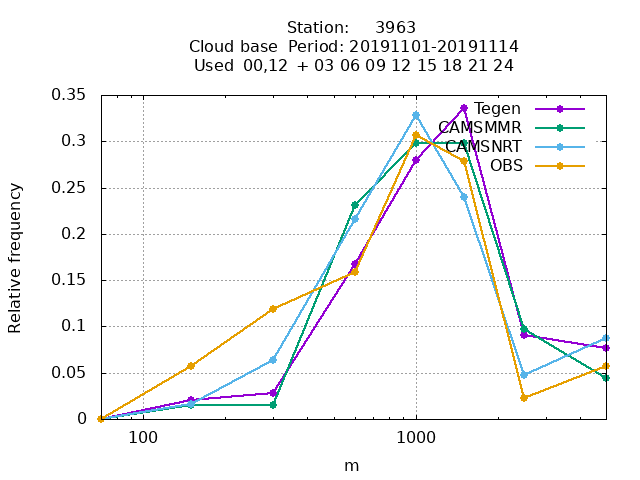 Station: 3963
Cloud base Period: 20191101-20191114
Used 00,12 + 03 06 09 12 15 18 21 24
0.35
0.3
0.25
0.2
0.15
0.1
0.05
0
Relative frequency
Tegen
CAMSMMR
CAMSNRT
OBS
100
1000
m